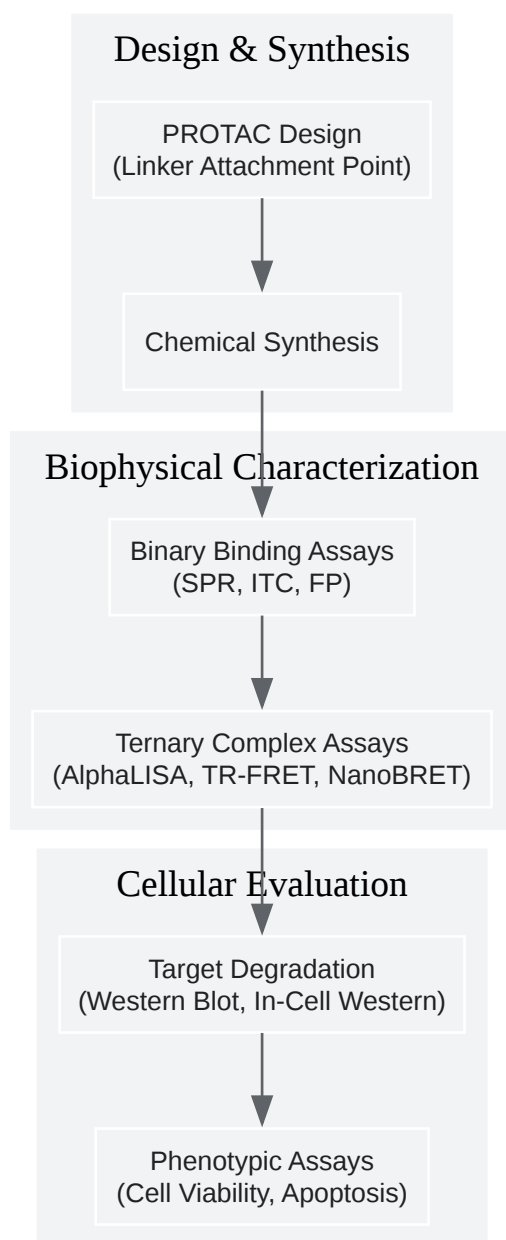 Design & Synthesis
PROTAC Design
(Linker Attachment Point)
Chemical Synthesis
Biophysical Characterization
Binary Binding Assays
(SPR, ITC, FP)
Ternary Complex Assays
(AlphaLISA, TR-FRET, NanoBRET)
Cellular Evaluation
Target Degradation
(Western Blot, In-Cell Western)
Phenotypic Assays
(Cell Viability, Apoptosis)